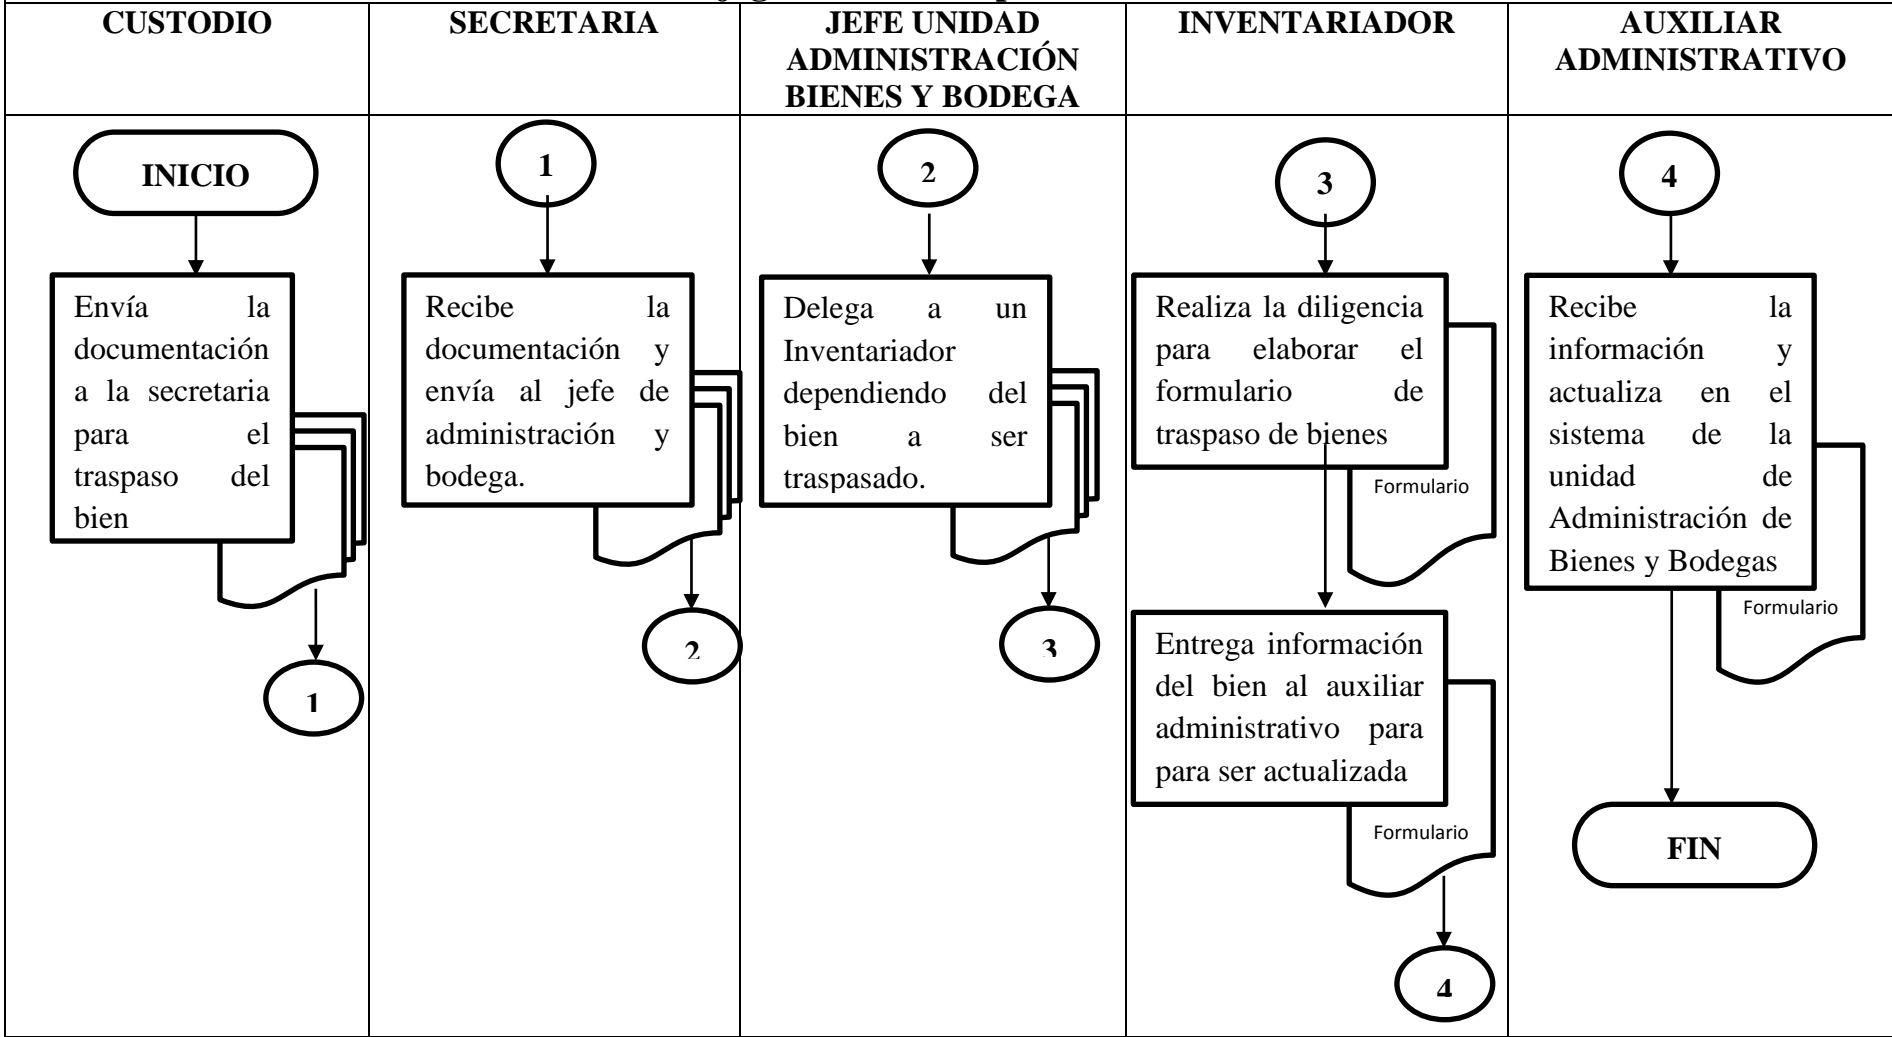 CUSTODIO
SECRETARIA
JEFE UNIDAD
ADMINISTRACIÓN
BIENES Y BODEGA
INVENTARIADOR
AUXILIAR
ADMINISTRATIVO
INICIO
Envía la
documentación
a la secretaria
para el
traspaso del
bien
1
1
Recibe la
documentación y
envía al jefe de
administración y
bodega.
2
2
Delega a un
Inventariador
dependiendo del
bien a ser
traspasado.
3
3
Realiza la diligencia
para elaborar el
formulario de
traspaso de bienes
Formulario
Entrega información
del bien al auxiliar
administrativo para
para ser actualizada
Formulario
4
4
Recibe la
información y
actualiza en el
sistema de la
unidad de
Administración de
Bienes y Bodegas
Formulario
FIN